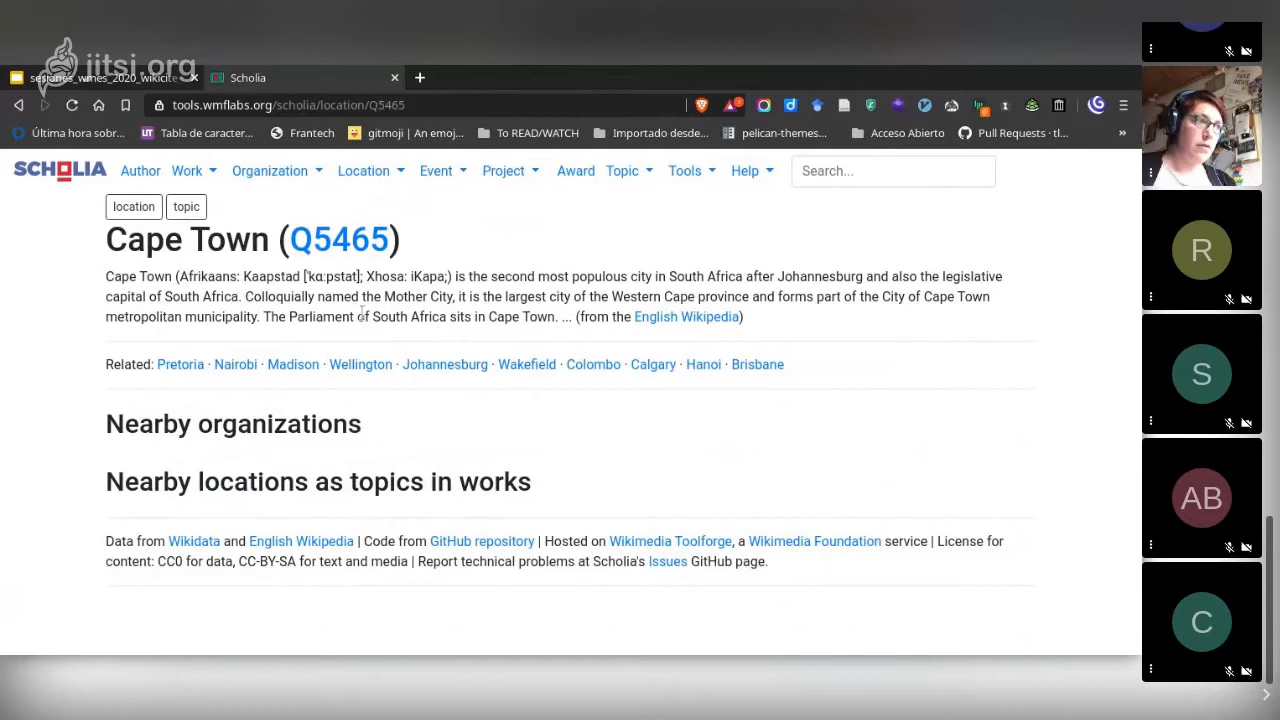 jitsi.org
sesiones_wmes_2020_wikicite
Scholia
tools.wmflabs.org/scholia/location/Q5465
Última hora sobr...
UT Tabla de caracter...
Frantech
gitmoji | An emoj...
To READ/WATCH
Importado desde...
pelican-themes...
Acceso Abierto
Pull Requests · tl...
SCHOLIA Author Work Organization Location Event Project Award Topic Tools Help Search...
location topic
Cape Town (Q5465)
Cape Town (Afrikaans: Kaapstad [ˈkɑːpstat]; Xhosa: iKapa;) is the second most populous city in South Africa after Johannesburg and also the legislative
capital of South Africa. Colloquially named the Mother City, it is the largest city of the Western Cape province and forms part of the City of Cape Town
metropolitan municipality. The Parliament of South Africa sits in Cape Town. ... (from the English Wikipedia)
Related: Pretoria · Nairobi · Madison · Wellington · Johannesburg · Wakefield · Colombo · Calgary · Hanoi · Brisbane
Nearby organizations
Nearby locations as topics in works
Data from Wikidata and English Wikipedia | Code from GitHub repository | Hosted on Wikimedia Toolforge, a Wikimedia Foundation service | License for
content: CC0 for data, CC-BY-SA for text and media | Report technical problems at Scholia's Issues GitHub page.
R
S
AB
C